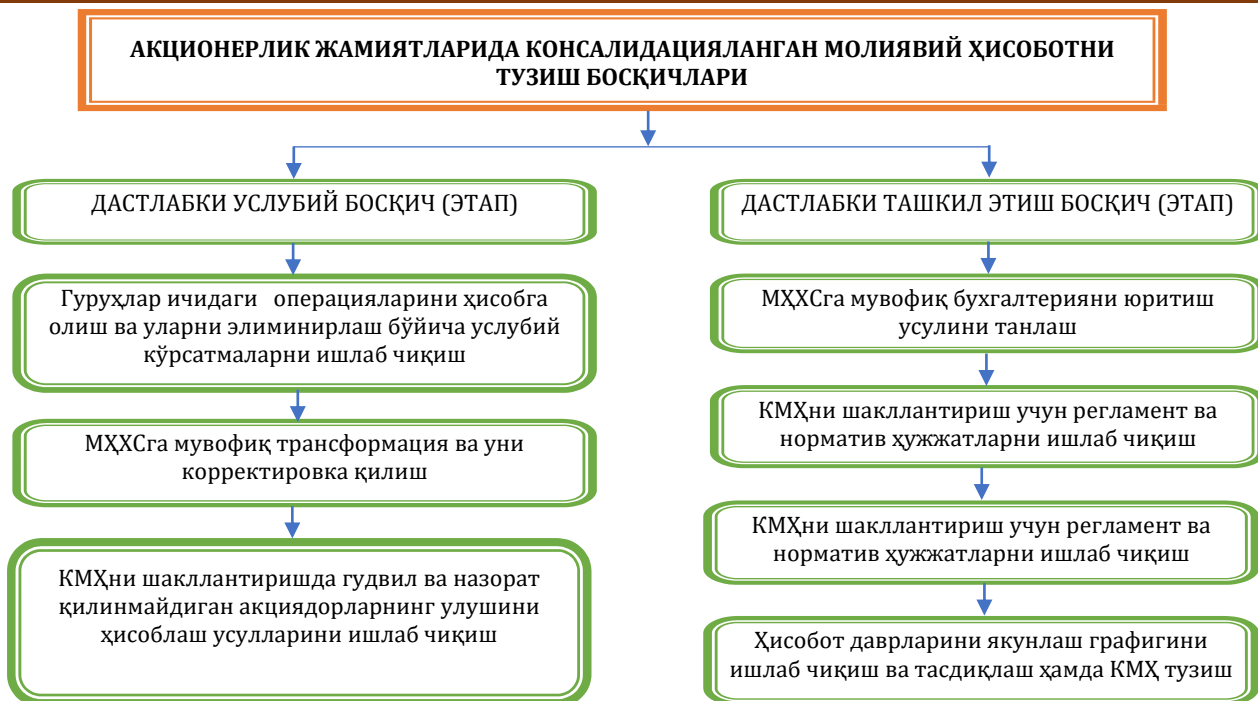 АКЦИОНЕРЛИК ЖАМИЯТЛАРИДА КОНСАЛИДАЦИЯЛАНГАН МОЛИЯВИЙ ҲИСОБОТНИ
ТУЗИШ БОСҚИЧЛАРИ
ДАСТЛАБКИ УСЛУБИЙ БОСҚИЧ (ЭТАП)
Гуруҳлар ичидаги операцияларини ҳисобга
олиш ва уларни элиминирлаш бўйича услубий
кўрсатмаларни ишлаб чиқиш
МҲХСга мувофиқ трансформация ва уни
корректировка қилиш
КМҲни шакллантиришда гудвил ва назорат
қилинмайдиган акциядорларнинг улушини
ҳисоблаш усулларини ишлаб чиқиш
ДАСТЛАБКИ ТАШКИЛ ЭТИШ БОСҚИЧ (ЭТАП)
МҲХСга мувофиқ бухгалтерияни юритиш
усулини танлаш
КМҲни шакллантириш учун регламент ва
норматив ҳужжатларни ишлаб чиқиш
КМҲни шакллантириш учун регламент ва
норматив ҳужжатларни ишлаб чиқиш
Ҳисобот даврларини якунлаш графигини
ишлаб чиқиш ва тасдиқлаш ҳамда КМҲ тузиш